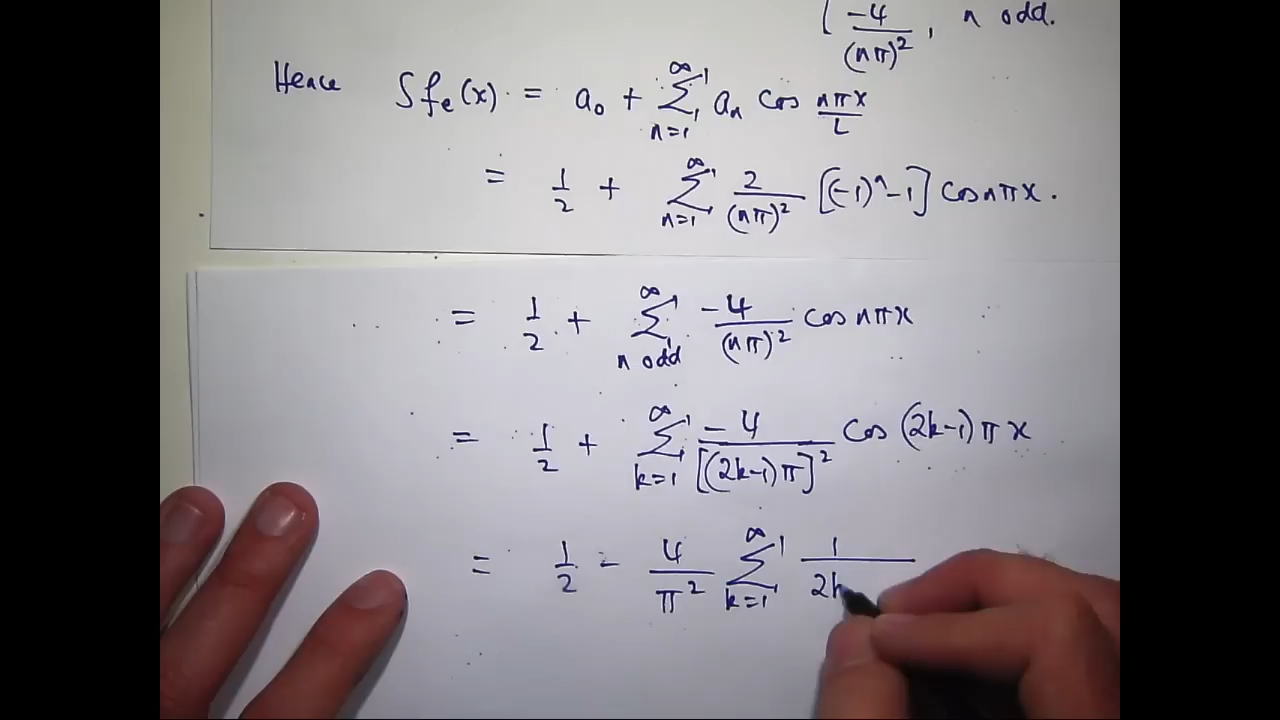 -4/(nπ)², n odd.
Hence Sfe(x) = a₀ + Σ_{n=1}^{∞} aₙ cos nπx/L
= 1/2 + Σ_{n=1}^{∞} 2/(nπ)² [(-1)ⁿ-1] cos nπx.
= 1/2 + Σ_{n odd}^{∞} -4/(nπ)² cos nπx
= 1/2 + Σ_{k=1}^{∞} -4/[(2k-1)π]² cos (2k-1)πx
= 1/2 - 4/π² Σ_{k=1}^{∞} 1/2k